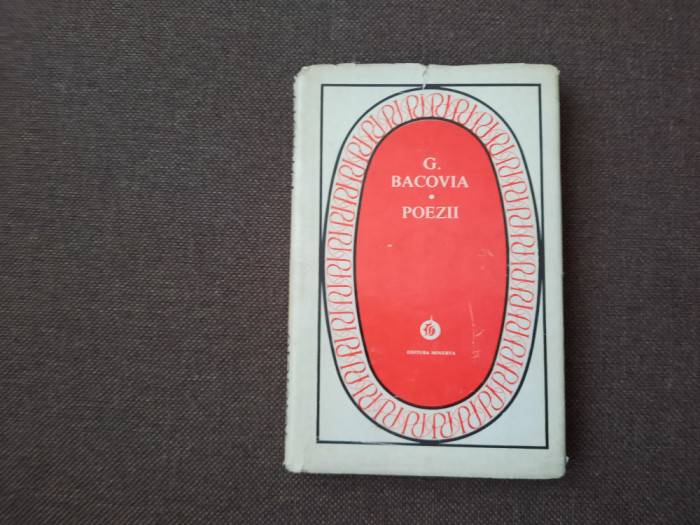 G.
BACOVIA
•
POEZII
EDITURA MINERVA